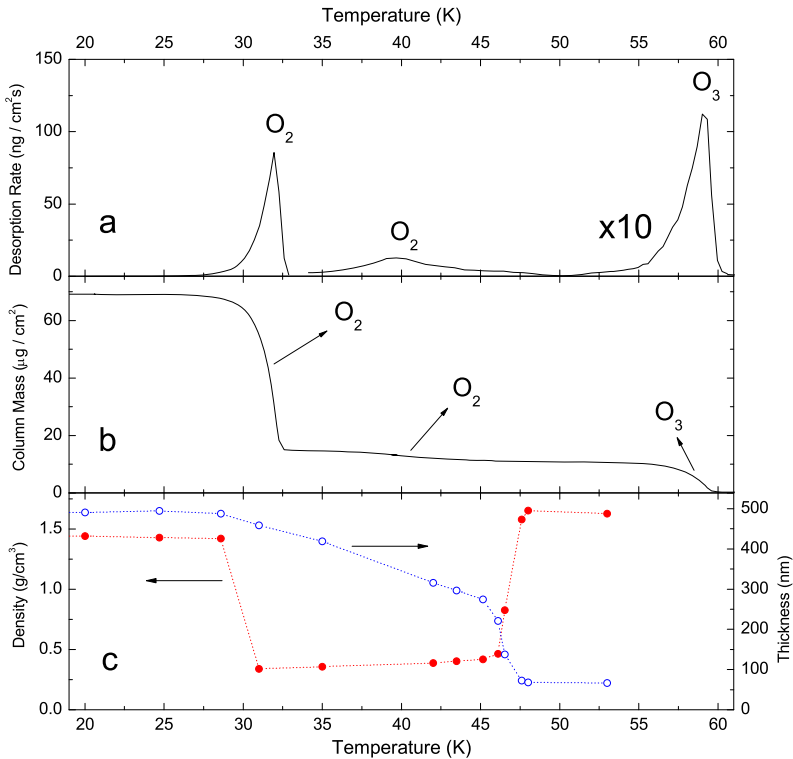 Temperature (K)
20 25 30 35 40 45 50 55 60
150
100
50
0
Desorption Rate (ng / cm²s)
a
O₂
O₂
x10
O₃
60
40
20
0
Column Mass (μg / cm²)
b
O₂
O₂
O₃
1.5
1.0
0.5
0.0
Density (g/cm³)
c
500
400
300
200
100
0
Thickness (nm)
20 25 30 35 40 45 50 55 60
Temperature (K)